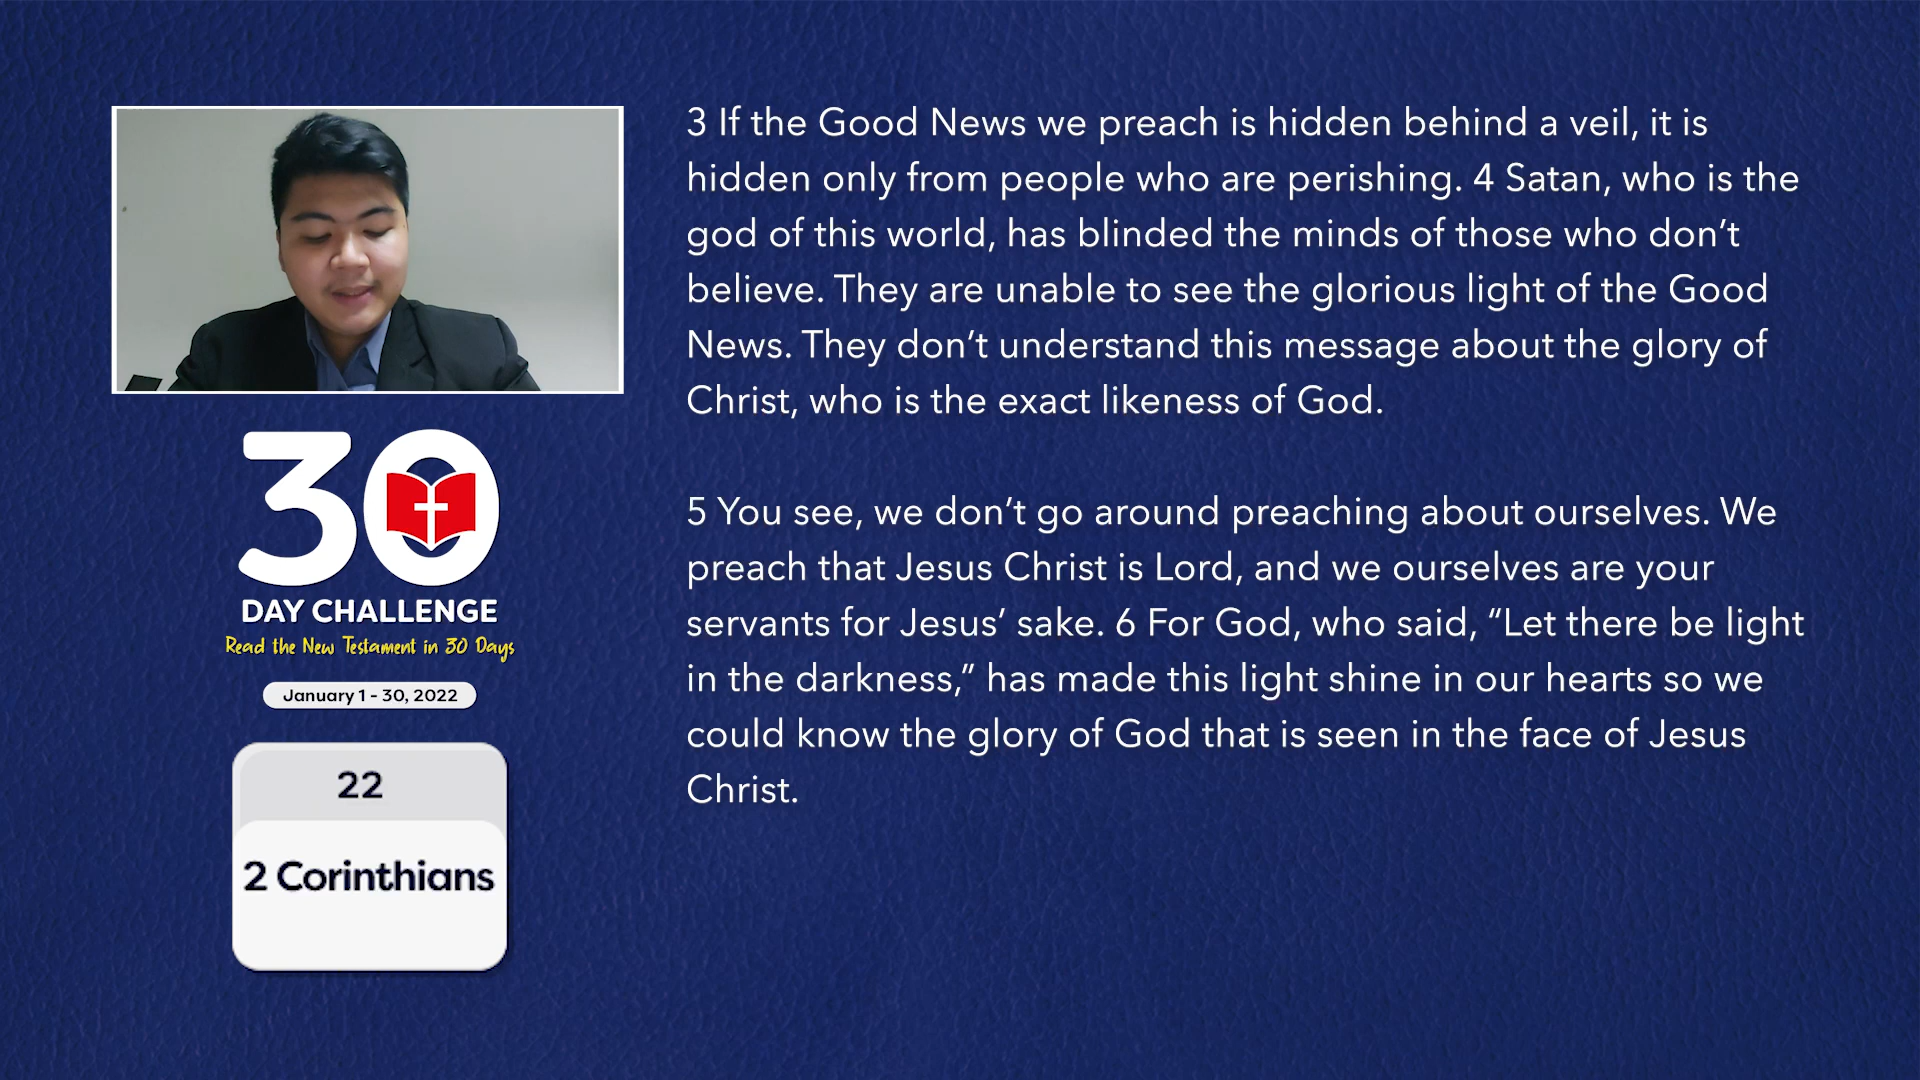 3 If the Good News we preach is hidden behind a veil, it is
hidden only from people who are perishing. 4 Satan, who is the
god of this world, has blinded the minds of those who don’t
believe. They are unable to see the glorious light of the Good
News. They don’t understand this message about the glory of
Christ, who is the exact likeness of God.
5 You see, we don’t go around preaching about ourselves. We
preach that Jesus Christ is Lord, and we ourselves are your
servants for Jesus’ sake. 6 For God, who said, “Let there be light
in the darkness,” has made this light shine in our hearts so we
could know the glory of God that is seen in the face of Jesus
Christ.
30
DAY CHALLENGE
Read the New Testament in 30 Days
January 1 - 30, 2022
22
2 Corinthians